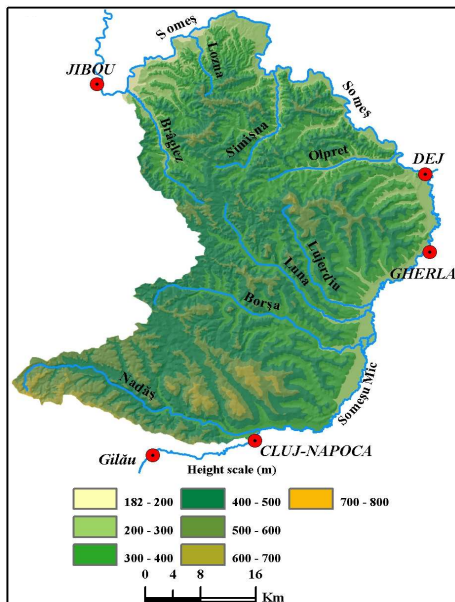 Someș
JIBOU
Lozna
Someș
Brâglez
Simișna
Olpret
DEJ
Lujerdiu
Luna
GHERLA
Borșa
Nadăș
Someșu Mic
CLUJ-NAPOCA
Gilău
Height scale (m)
182 - 200
400 - 500
700 - 800
200 - 300
500 - 600
300 - 400
600 - 700
0 4 8 16
Km